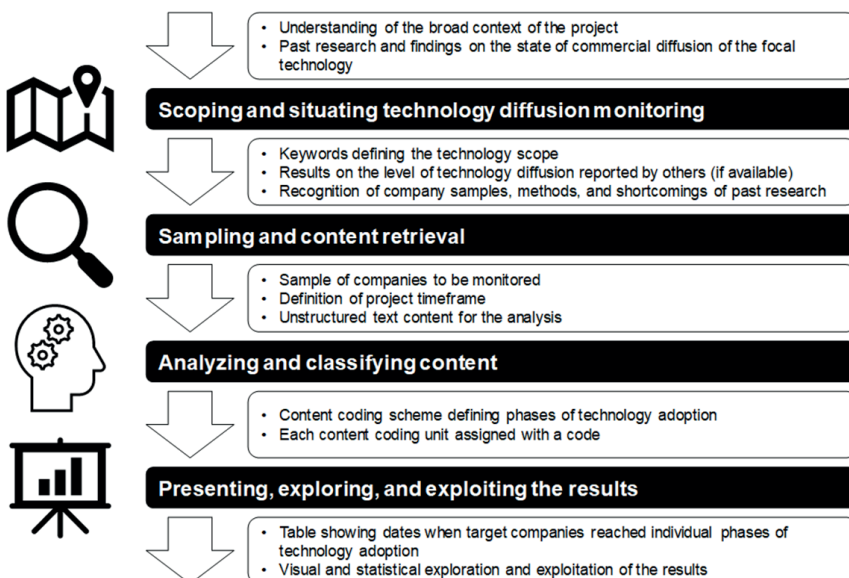 • Understanding of the broad context of the project
• Past research and findings on the state of commercial diffusion of the focal
technology
Scoping and situating technology diffusion monitoring
• Keywords defining the technology scope
• Results on the level of technology diffusion reported by others (if available)
• Recognition of company samples, methods, and shortcomings of past research
Sampling and content retrieval
• Sample of companies to be monitored
• Definition of project timeframe
• Unstructured text content for the analysis
Analyzing and classifying content
• Content coding scheme defining phases of technology adoption
• Each content coding unit assigned with a code
Presenting, exploring, and exploiting the results
• Table showing dates when target companies reached individual phases of
technology adoption
• Visual and statistical exploration and exploitation of the results